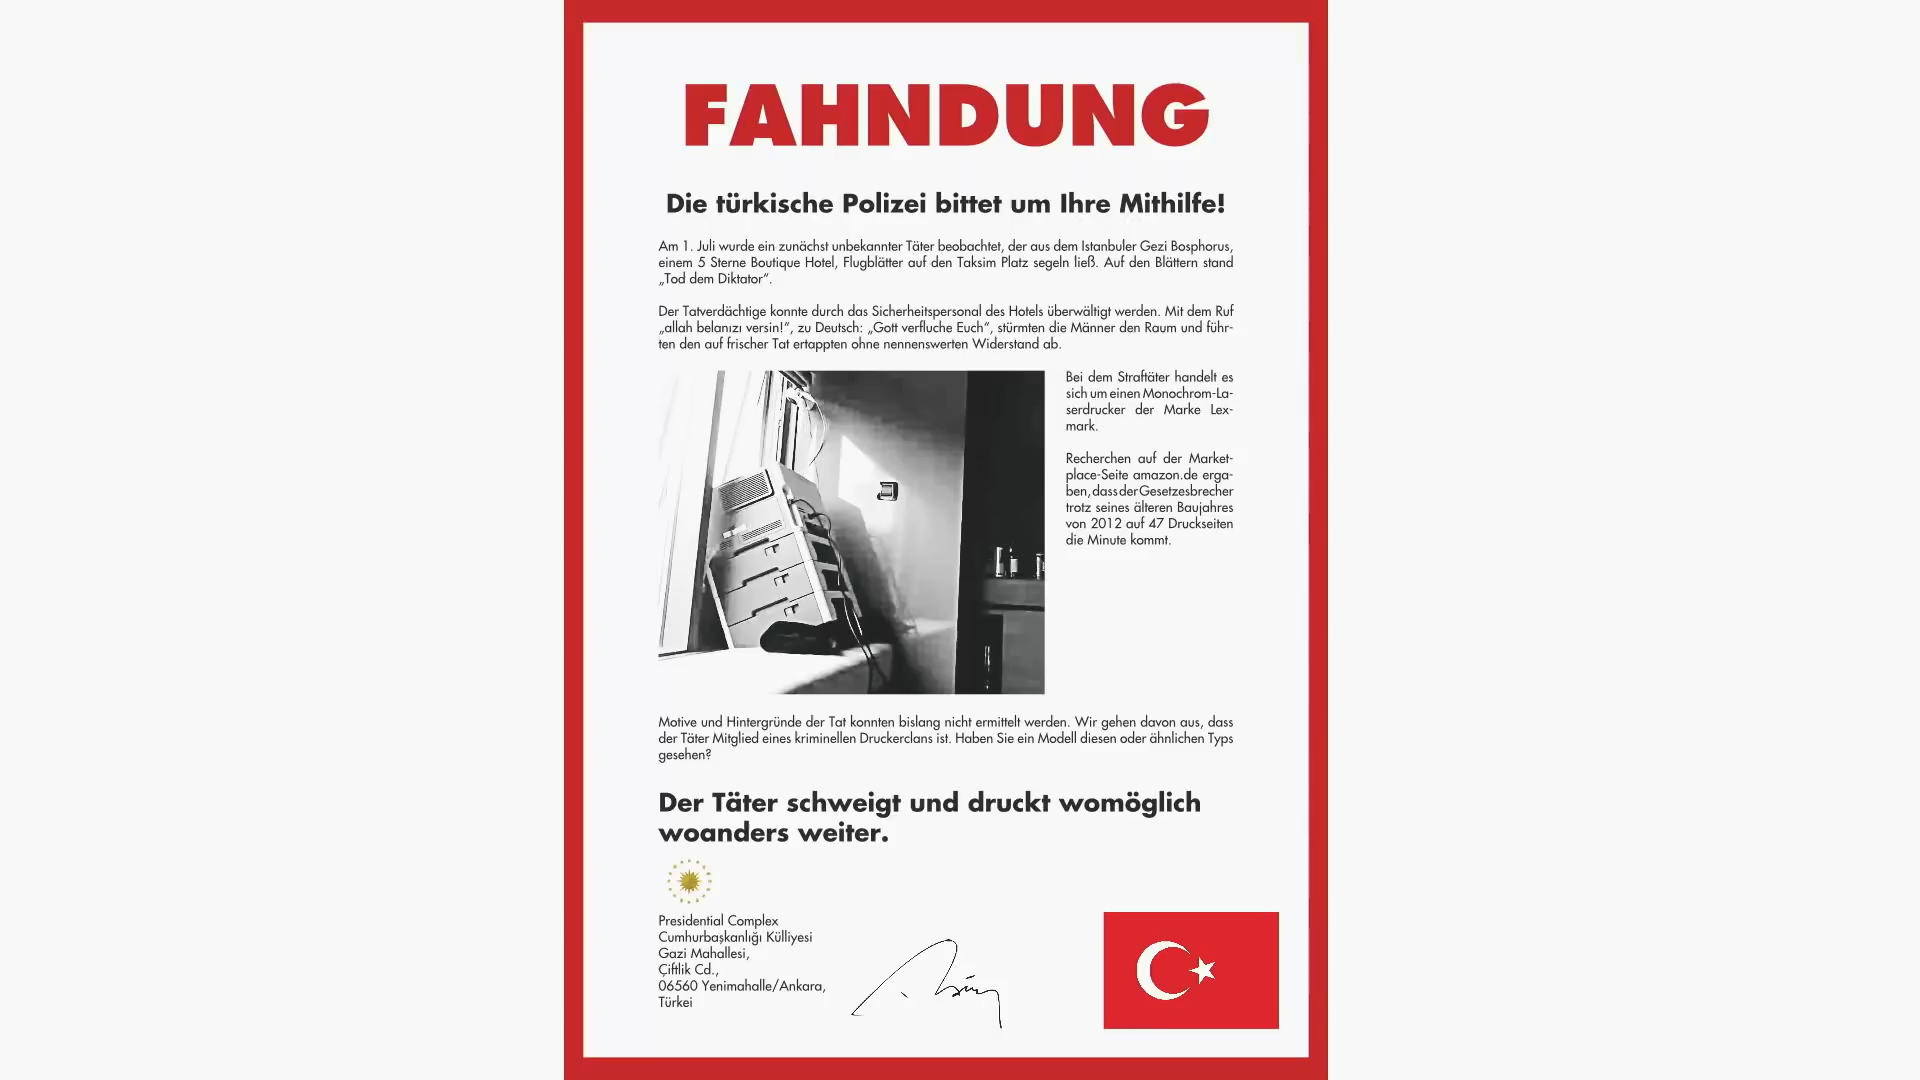 FAHNDUNG
Die türkische Polizei bittet um Ihre Mithilfe!
Am 1. Juli wurde ein zunächst unbekannter Täter beobachtet, der aus dem Istanbuler Gezi Bosphorus,
einem 5 Sterne Boutique Hotel, Flugblätter auf den Taksim Platz segeln ließ. Auf den Blättern stand
„Tod dem Diktator“.
Der Tatverdächtige konnte durch das Sicherheitspersonal des Hotels überwältigt werden. Mit dem Ruf
„allah belanızı versin!“, zu Deutsch: „Gott verfluche Euch“, stürmten die Männer den Raum und führ-
ten den auf frischer Tat ertappten ohne nennenswerten Widerstand ab.
Bei dem Straftäter handelt es
sich um einen Monochrom-La-
serdrucker der Marke Lex-
mark.
Recherchen auf der Market-
place-Seite amazon.de erga-
ben, dass der Gesetzesbrecher
trotz seines älteren Baujahres
von 2012 auf 47 Druckseiten
die Minute kommt.
Motive und Hintergründe der Tat konnten bislang nicht ermittelt werden. Wir gehen davon aus, dass
der Täter Mitglied eines kriminellen Druckerclans ist. Haben Sie ein Modell diesen oder ähnlichen Typs
gesehen?
Der Täter schweigt und druckt womöglich
woanders weiter.
Presidential Complex
Cumhurbaşkanlığı Külliyesi
Gazi Mahallesi,
Çiftlik Cd.,
06560 Yenimahalle/Ankara,
Türkei